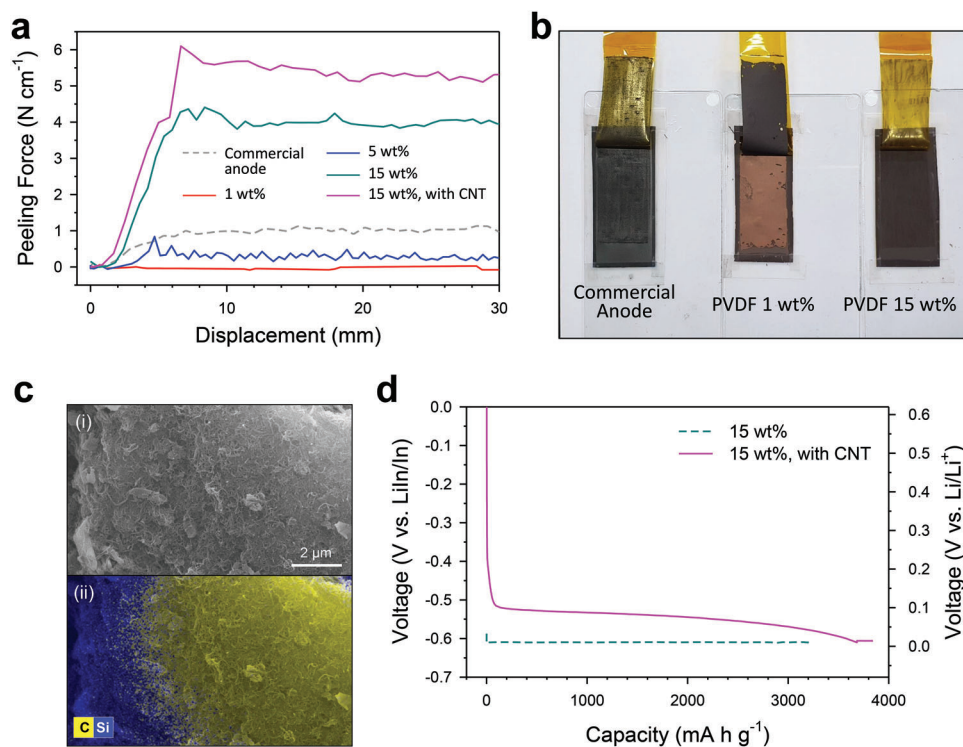 a
Peeling Force (N cm⁻¹)
6
5
4
3
2
1
0
Commercial
anode
1 wt%
5 wt%
15 wt%
15 wt%, with CNT
0
10
20
30
Displacement (mm)
b
Commercial
Anode
PVDF 1 wt%
PVDF 15 wt%
c
(i)
2 μm
(ii)
C Si
d
Voltage (V vs. LiIn/In)
0.0
-0.1
-0.2
-0.3
-0.4
-0.5
-0.6
-0.7
15 wt%
15 wt%, with CNT
0.6
0.5
0.4
0.3
0.2
0.1
0.0
Voltage (V vs. Li/Li⁺)
0
1000
2000
3000
4000
Capacity (mA h g⁻¹)